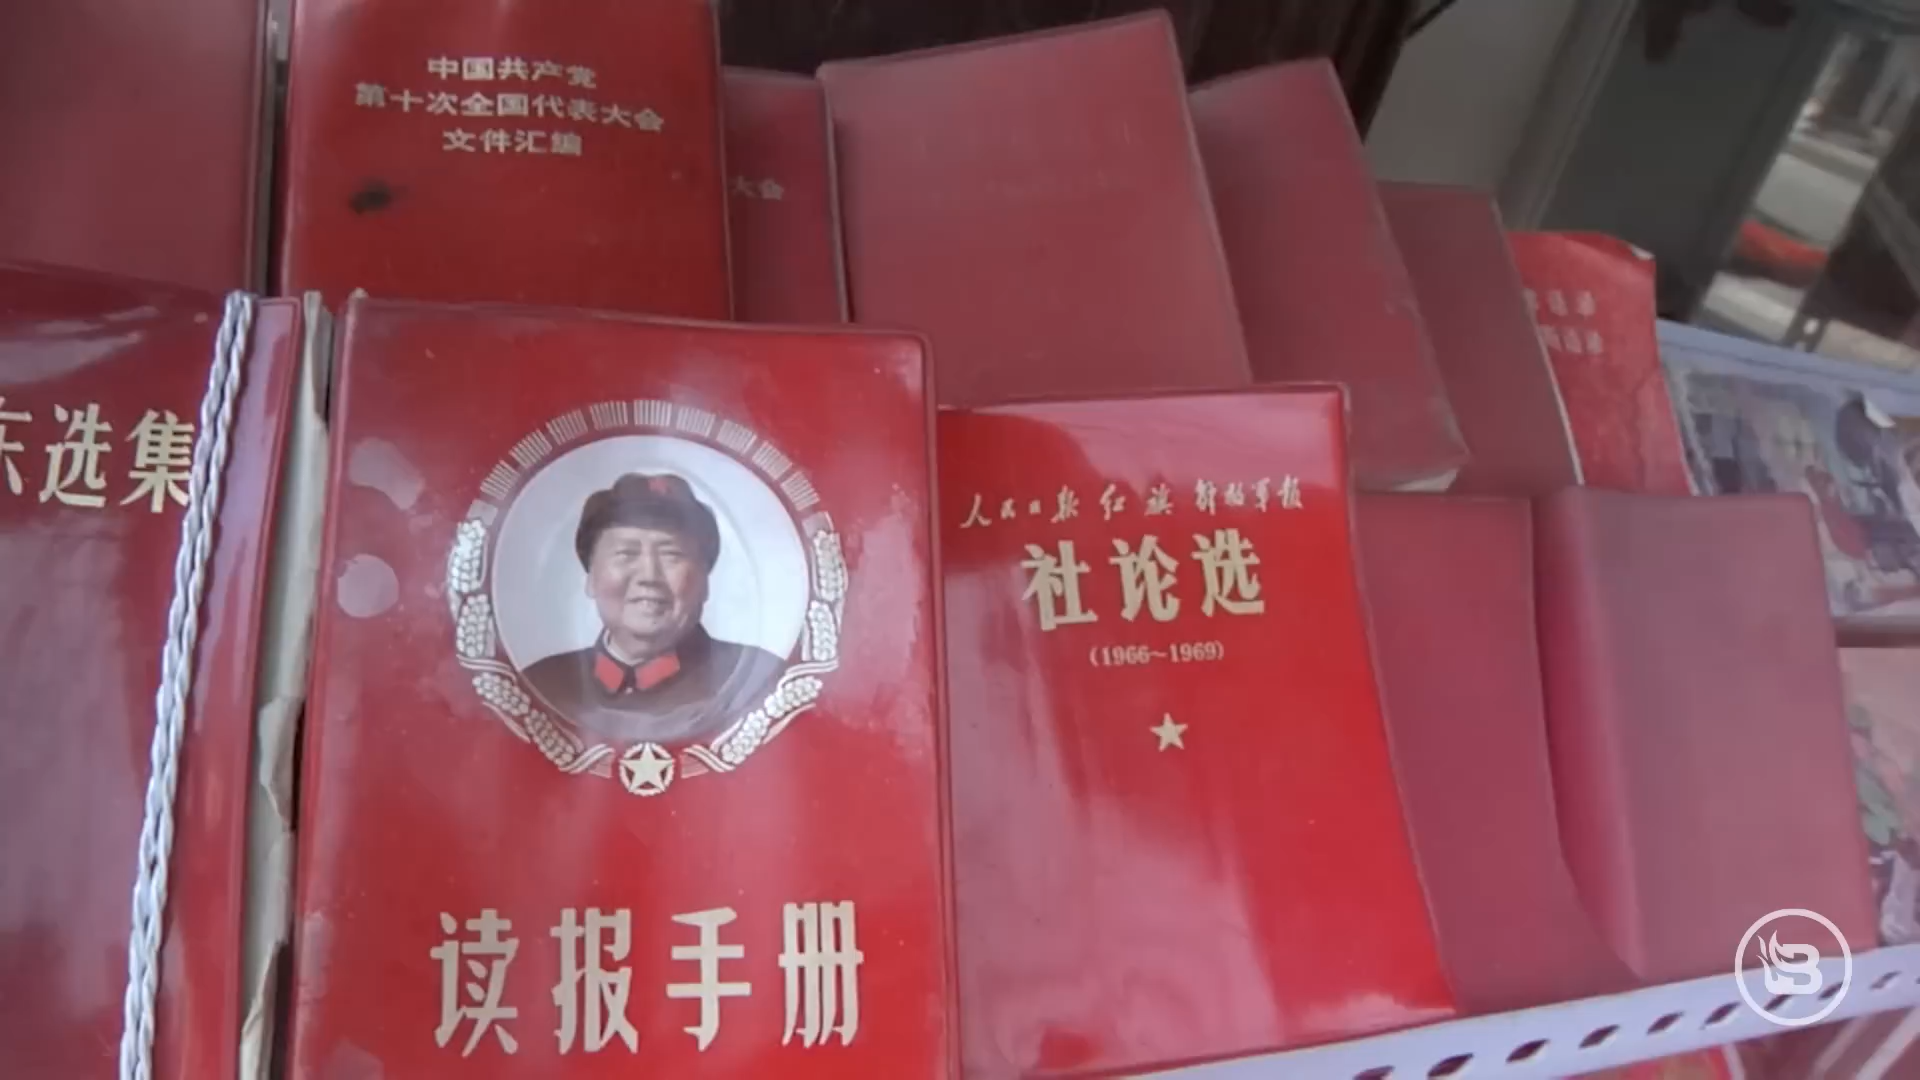 中国共产党
第十次全国代表大会
文件汇编
大会
东选集
人民日报 红旗 解放军报
社论选
(1966~1969)
读报手册
B